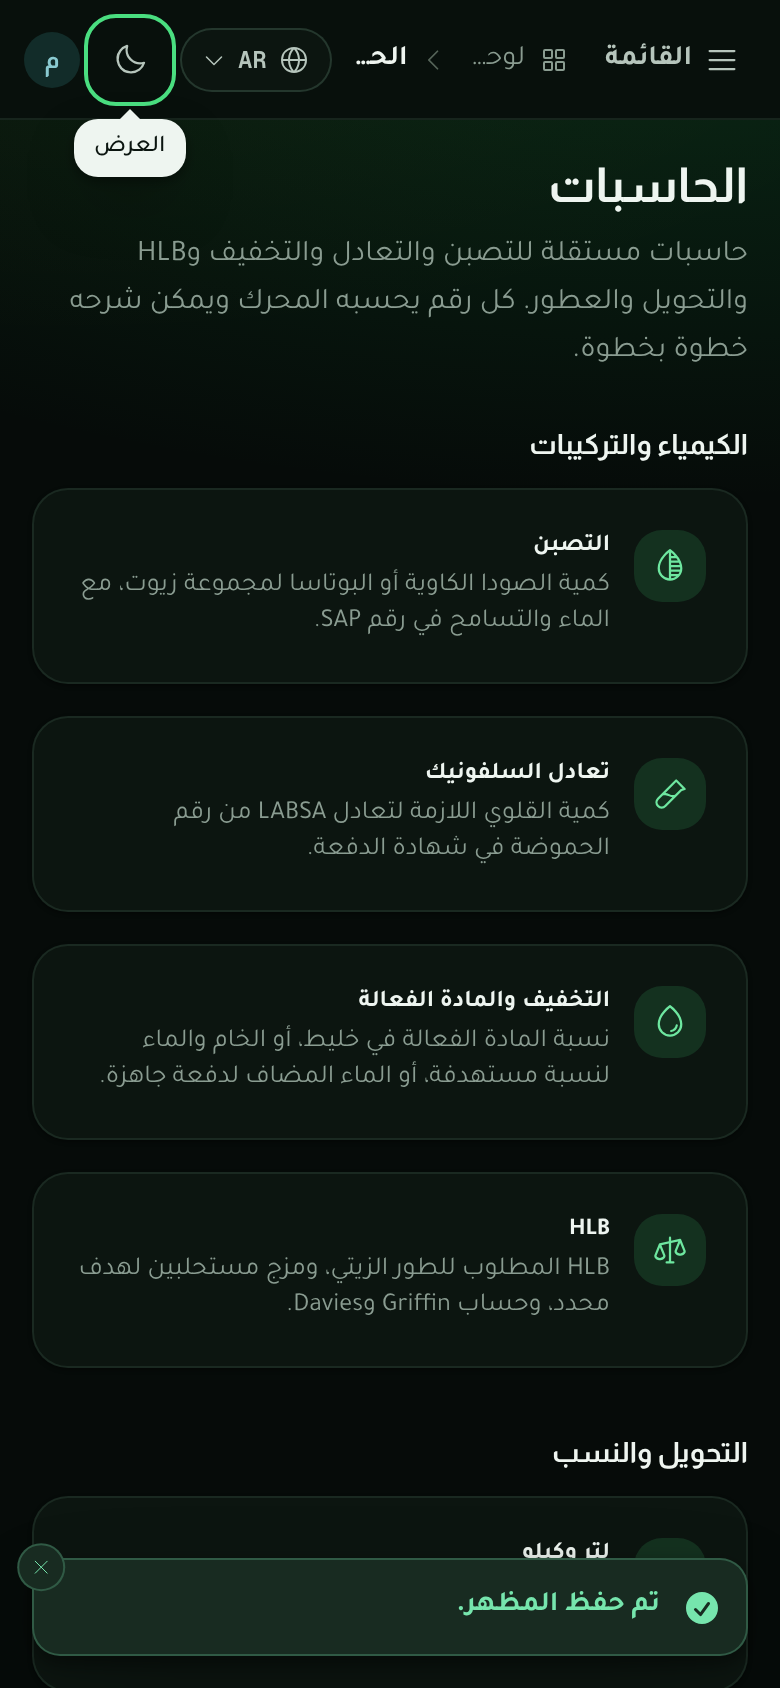 القائمة
لوحـ...
الحـ...
AR
م
العرض
الحاسبات
حاسبات مستقلة للتصبن والتعادل والتخفيف وHLB
والتحويل والعطور. كل رقم يحسبه المحرك ويمكن شرحه
خطوة بخطوة.
الكيمياء والتركيبات
التصبن
كمية الصودا الكاوية أو البوتاسا لمجموعة زيوت، مع
الماء والتسامح في رقم SAP.
تعادل السلفونيك
كمية القلوي اللازمة لتعادل LABSA من رقم
الحموضة في شهادة الدفعة.
التخفيف والمادة الفعالة
نسبة المادة الفعالة في خليط، أو الخام والماء
لنسبة مستهدفة، أو الماء المضاف لدفعة جاهزة.
HLB
HLB المطلوب للطور الزيتي، ومزج مستحلبين لهدف
محدد، وحساب Griffin وDavies.
التحويل والنسب
لتر وكيلو
تم حفظ المظهر.